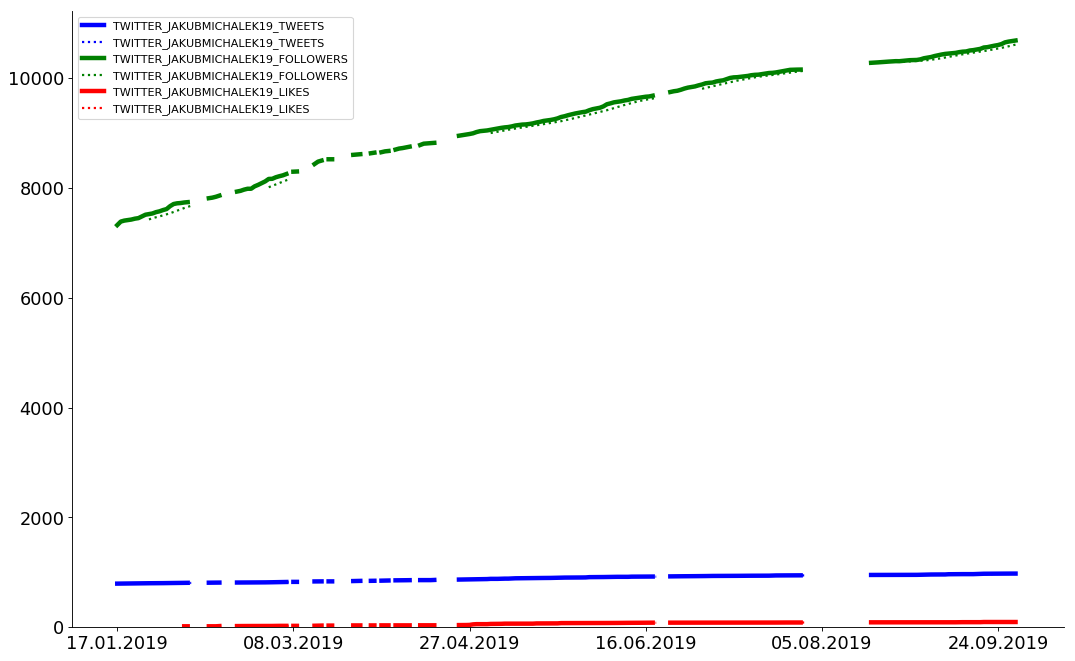 TWITTER_JAKUBMICHALEK19_TWEETS
TWITTER_JAKUBMICHALEK19_TWEETS
TWITTER_JAKUBMICHALEK19_FOLLOWERS
TWITTER_JAKUBMICHALEK19_FOLLOWERS
TWITTER_JAKUBMICHALEK19_LIKES
TWITTER_JAKUBMICHALEK19_LIKES
10000
8000
6000
4000
2000
0
17.01.2019 08.03.2019 27.04.2019 16.06.2019 05.08.2019 24.09.2019